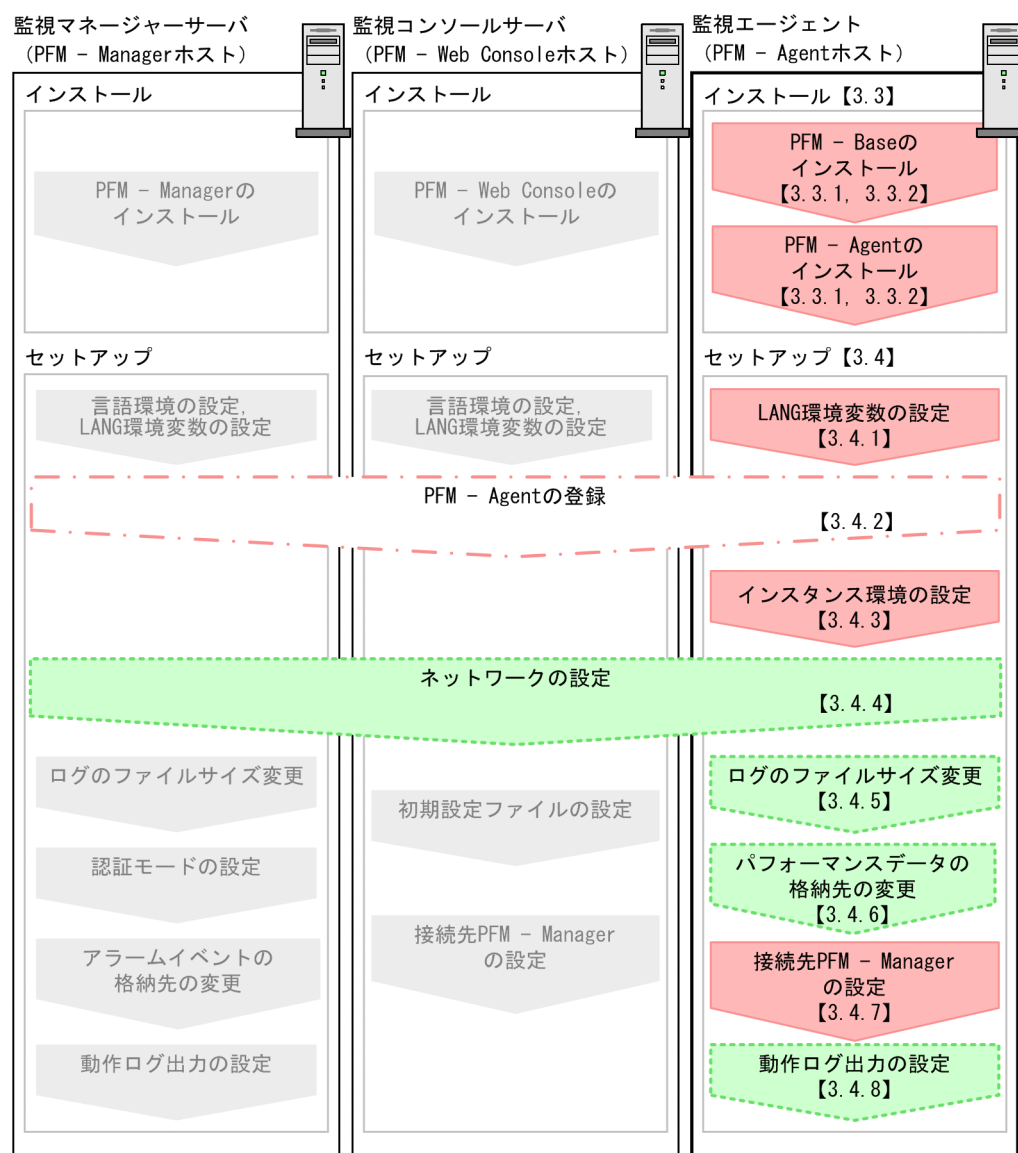 監視マネージャーサーバ
(PFM - Managerホスト)
インストール
PFM - Managerの
インストール
セットアップ
言語環境の設定,
LANG環境変数の設定
監視コンソールサーバ
(PFM - Web Consoleホスト)
インストール
PFM - Web Consoleの
インストール
セットアップ
言語環境の設定,
LANG環境変数の設定
監視エージェント
(PFM - Agentホスト)
インストール【3.3】
PFM - Baseの
インストール
【3.3.1, 3.3.2】
PFM - Agentの
インストール
【3.3.1, 3.3.2】
セットアップ【3.4】
LANG環境変数の設定
【3.4.1】
PFM - Agentの登録
【3.4.2】
インスタンス環境の設定
【3.4.3】
ネットワークの設定
【3.4.4】
ログのファイルサイズ変更
認証モードの設定
アラームイベントの
格納先の変更
動作ログ出力の設定
初期設定ファイルの設定
接続先PFM - Manager
の設定
ログのファイルサイズ変更
【3.4.5】
パフォーマンスデータの
格納先の変更
【3.4.6】
接続先PFM - Manager
の設定
【3.4.7】
動作ログ出力の設定
【3.4.8】